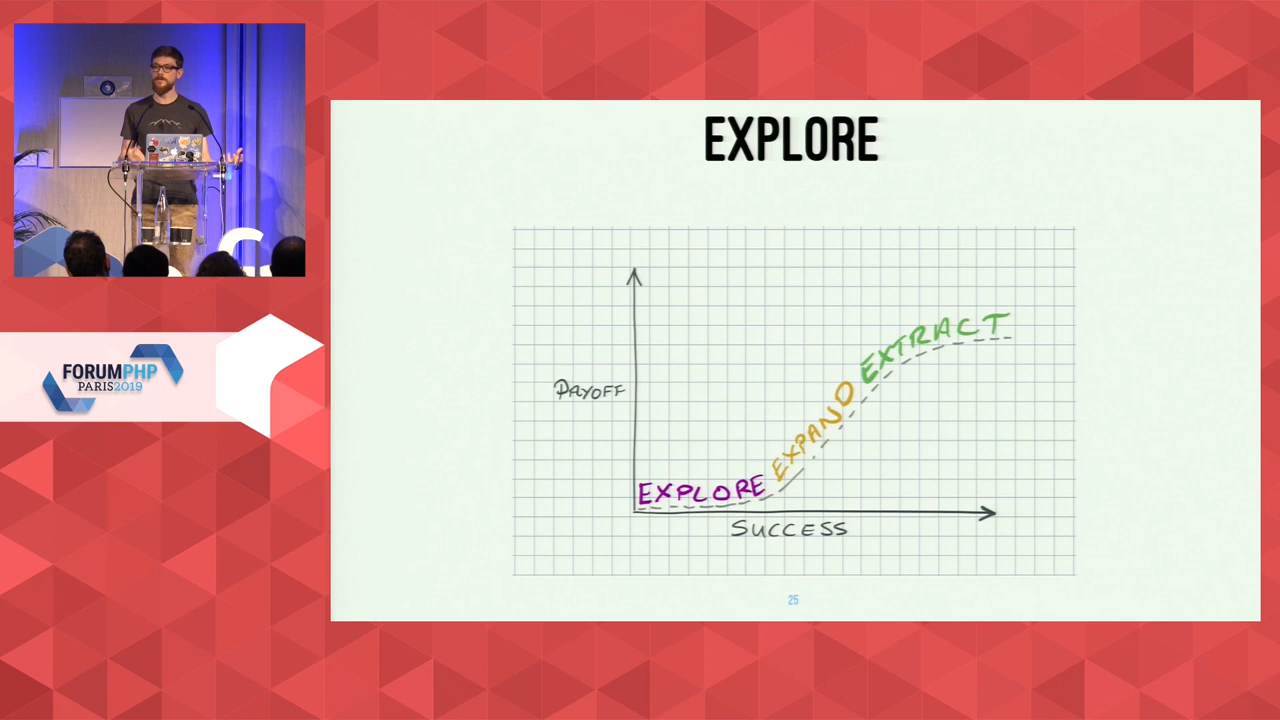 EXPLORE
FORUMPHP
PARIS2019
PAYOFF
EXPLORE
EXPAND
EXTRACT
SUCCESS
25